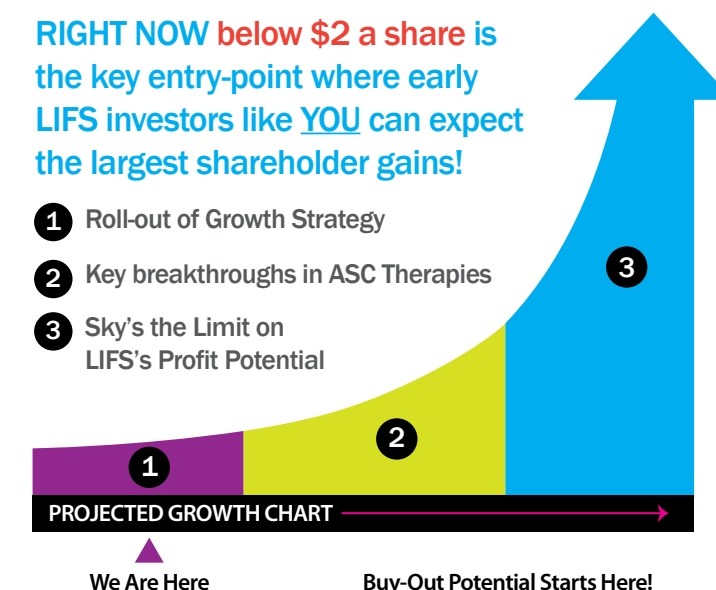 RIGHT NOW below $2 a share is
the key entry-point where early
LIFS investors like YOU can expect
the largest shareholder gains!
1 Roll-out of Growth Strategy
2 Key breakthroughs in ASC Therapies
3 Sky's the Limit on
LIFS's Profit Potential
3
2
1
PROJECTED GROWTH CHART
We Are Here
Buy-Out Potential Starts Here!